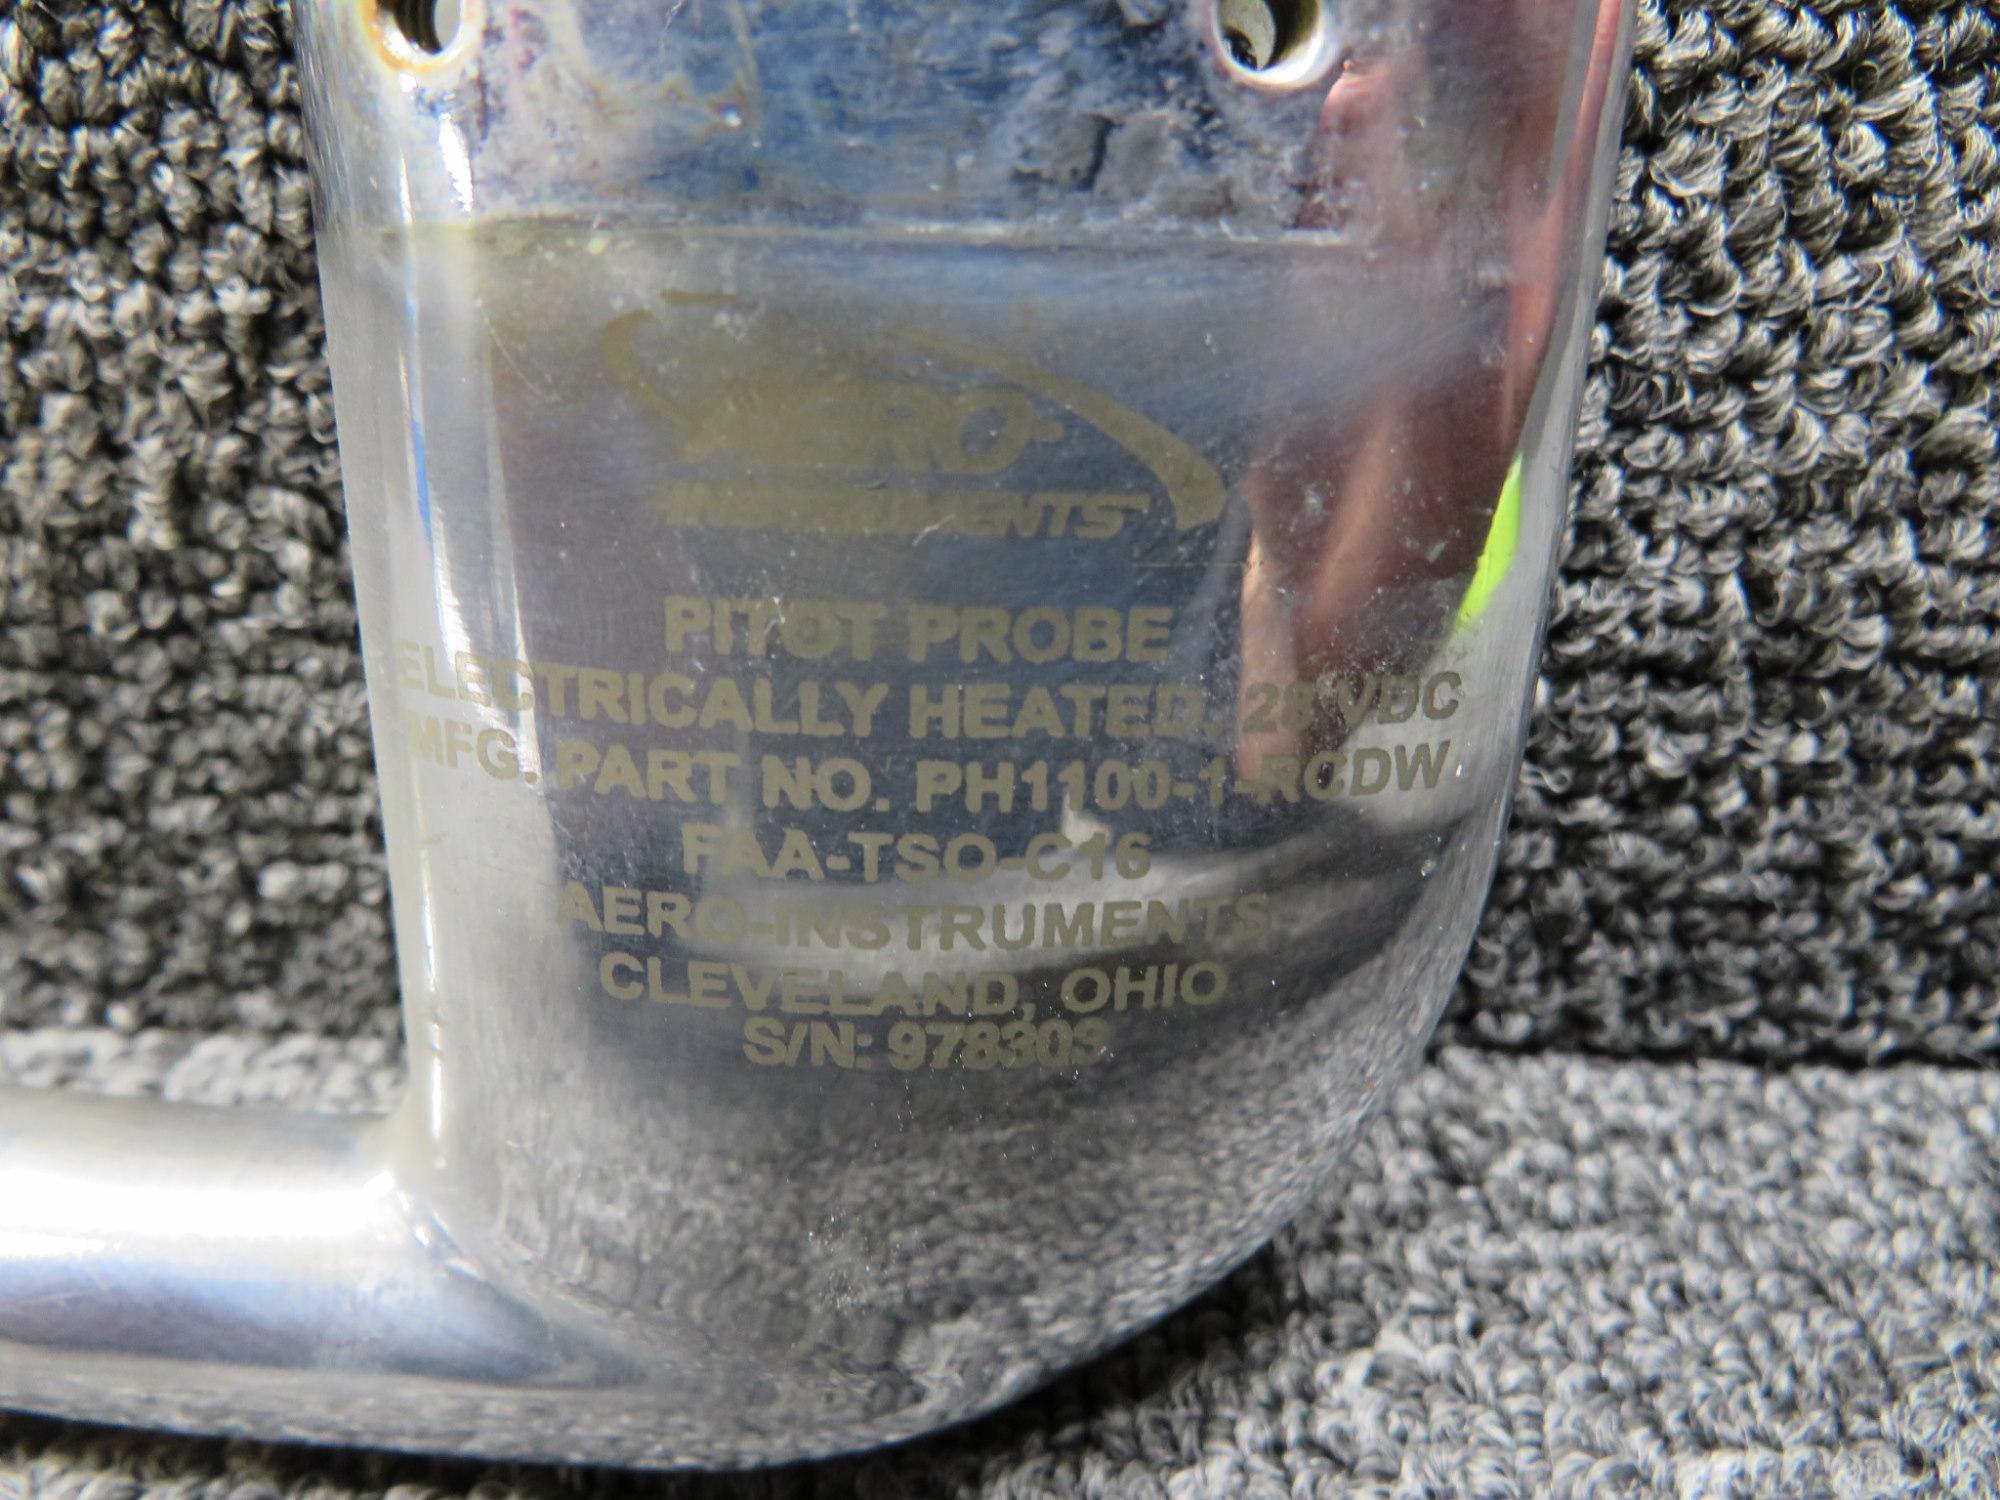 AERO
INSTRUMENTS
PITOT PROBE
ELECTRICALLY HEATED, 28 VDC
MFG. PART NO. PH1100-1-RCDW
FAA-TSO-C16
AERO-INSTRUMENTS
CLEVELAND, OHIO
S/N: 978303